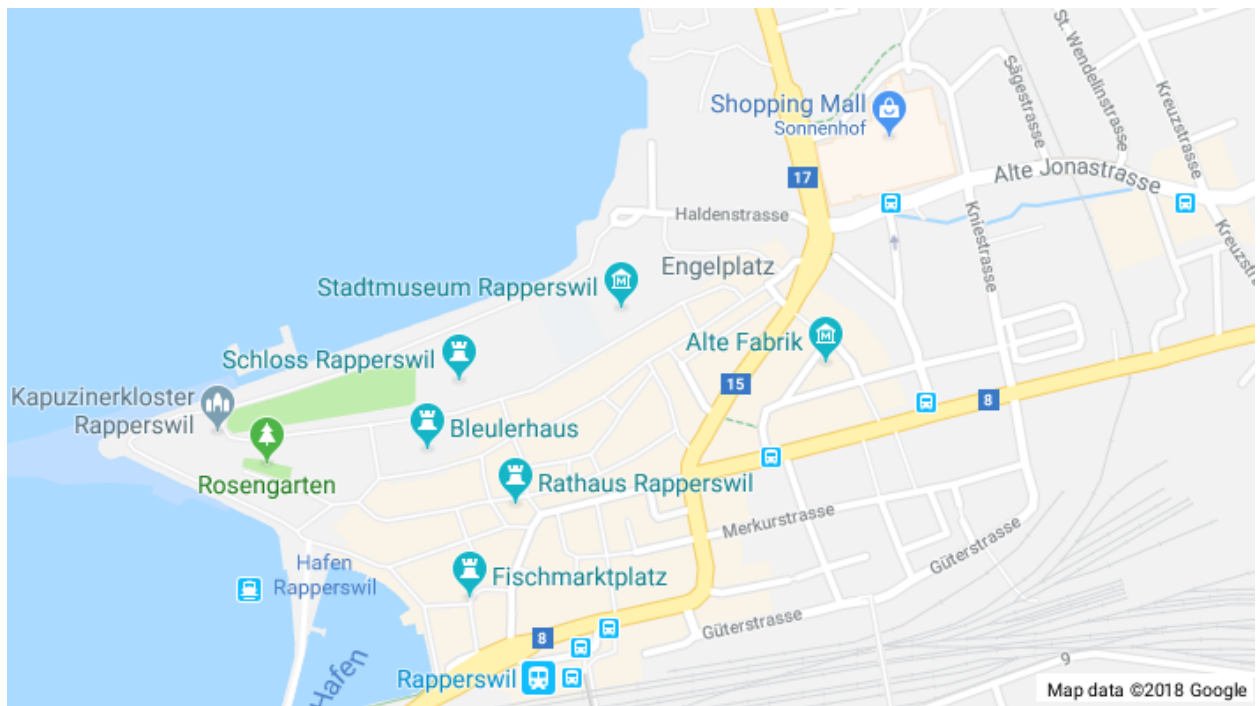 St. Wendelinstrasse
Sägestrasse
Kreuzstrasse
Shopping Mall
Sonnenhof
Alte Jonastrasse
17
Haldenstrasse
Kniestrasse
Kreuzst
Engelplatz
Stadtmuseum Rapperswil
Alte Fabrik
Schloss Rapperswil
15
8
Kapuzinerkloster
Rapperswil
Bleulerhaus
Rosengarten
Rathaus Rapperswil
Merkurstrasse
Güterstrasse
Hafen
Rapperswil
Fischmarktplatz
Güterstrasse
8
Hafen
Rapperswil
9
Map data ©2018 Google